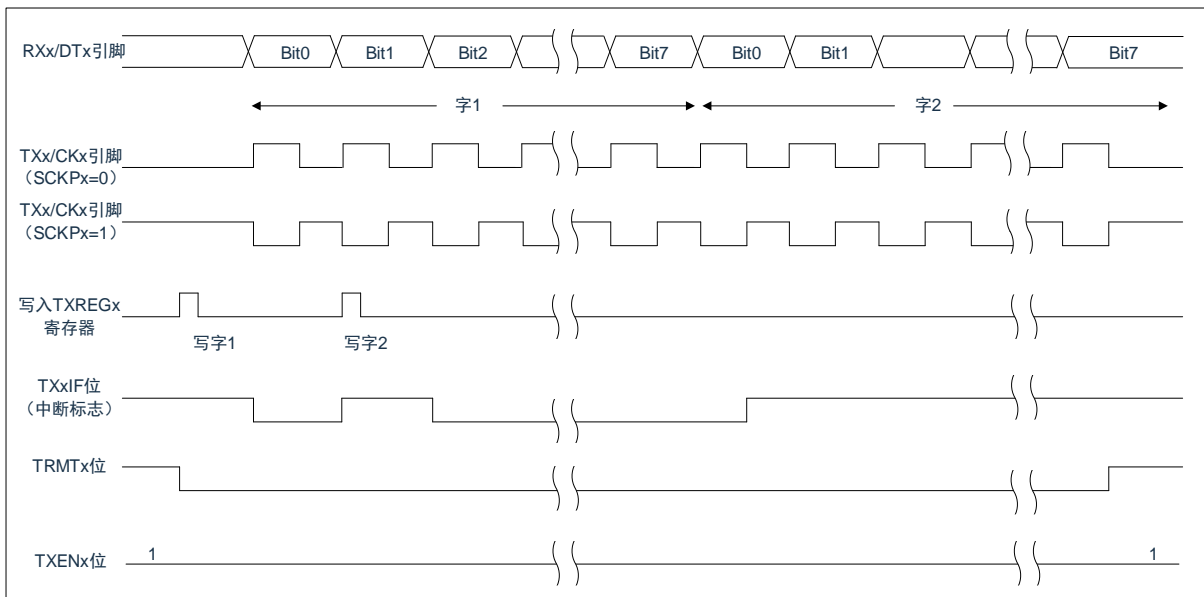 RXx/DTx引脚
Bit0 Bit1 Bit2 Bit7 Bit0 Bit1 Bit7
字1 字2
TXx/CKx引脚
（SCKPx=0）
TXx/CKx引脚
（SCKPx=1）
写入TXREGx
寄存器
写字1 写字2
TXxIF位
（中断标志）
TRMTx位
TXENx位 1 1